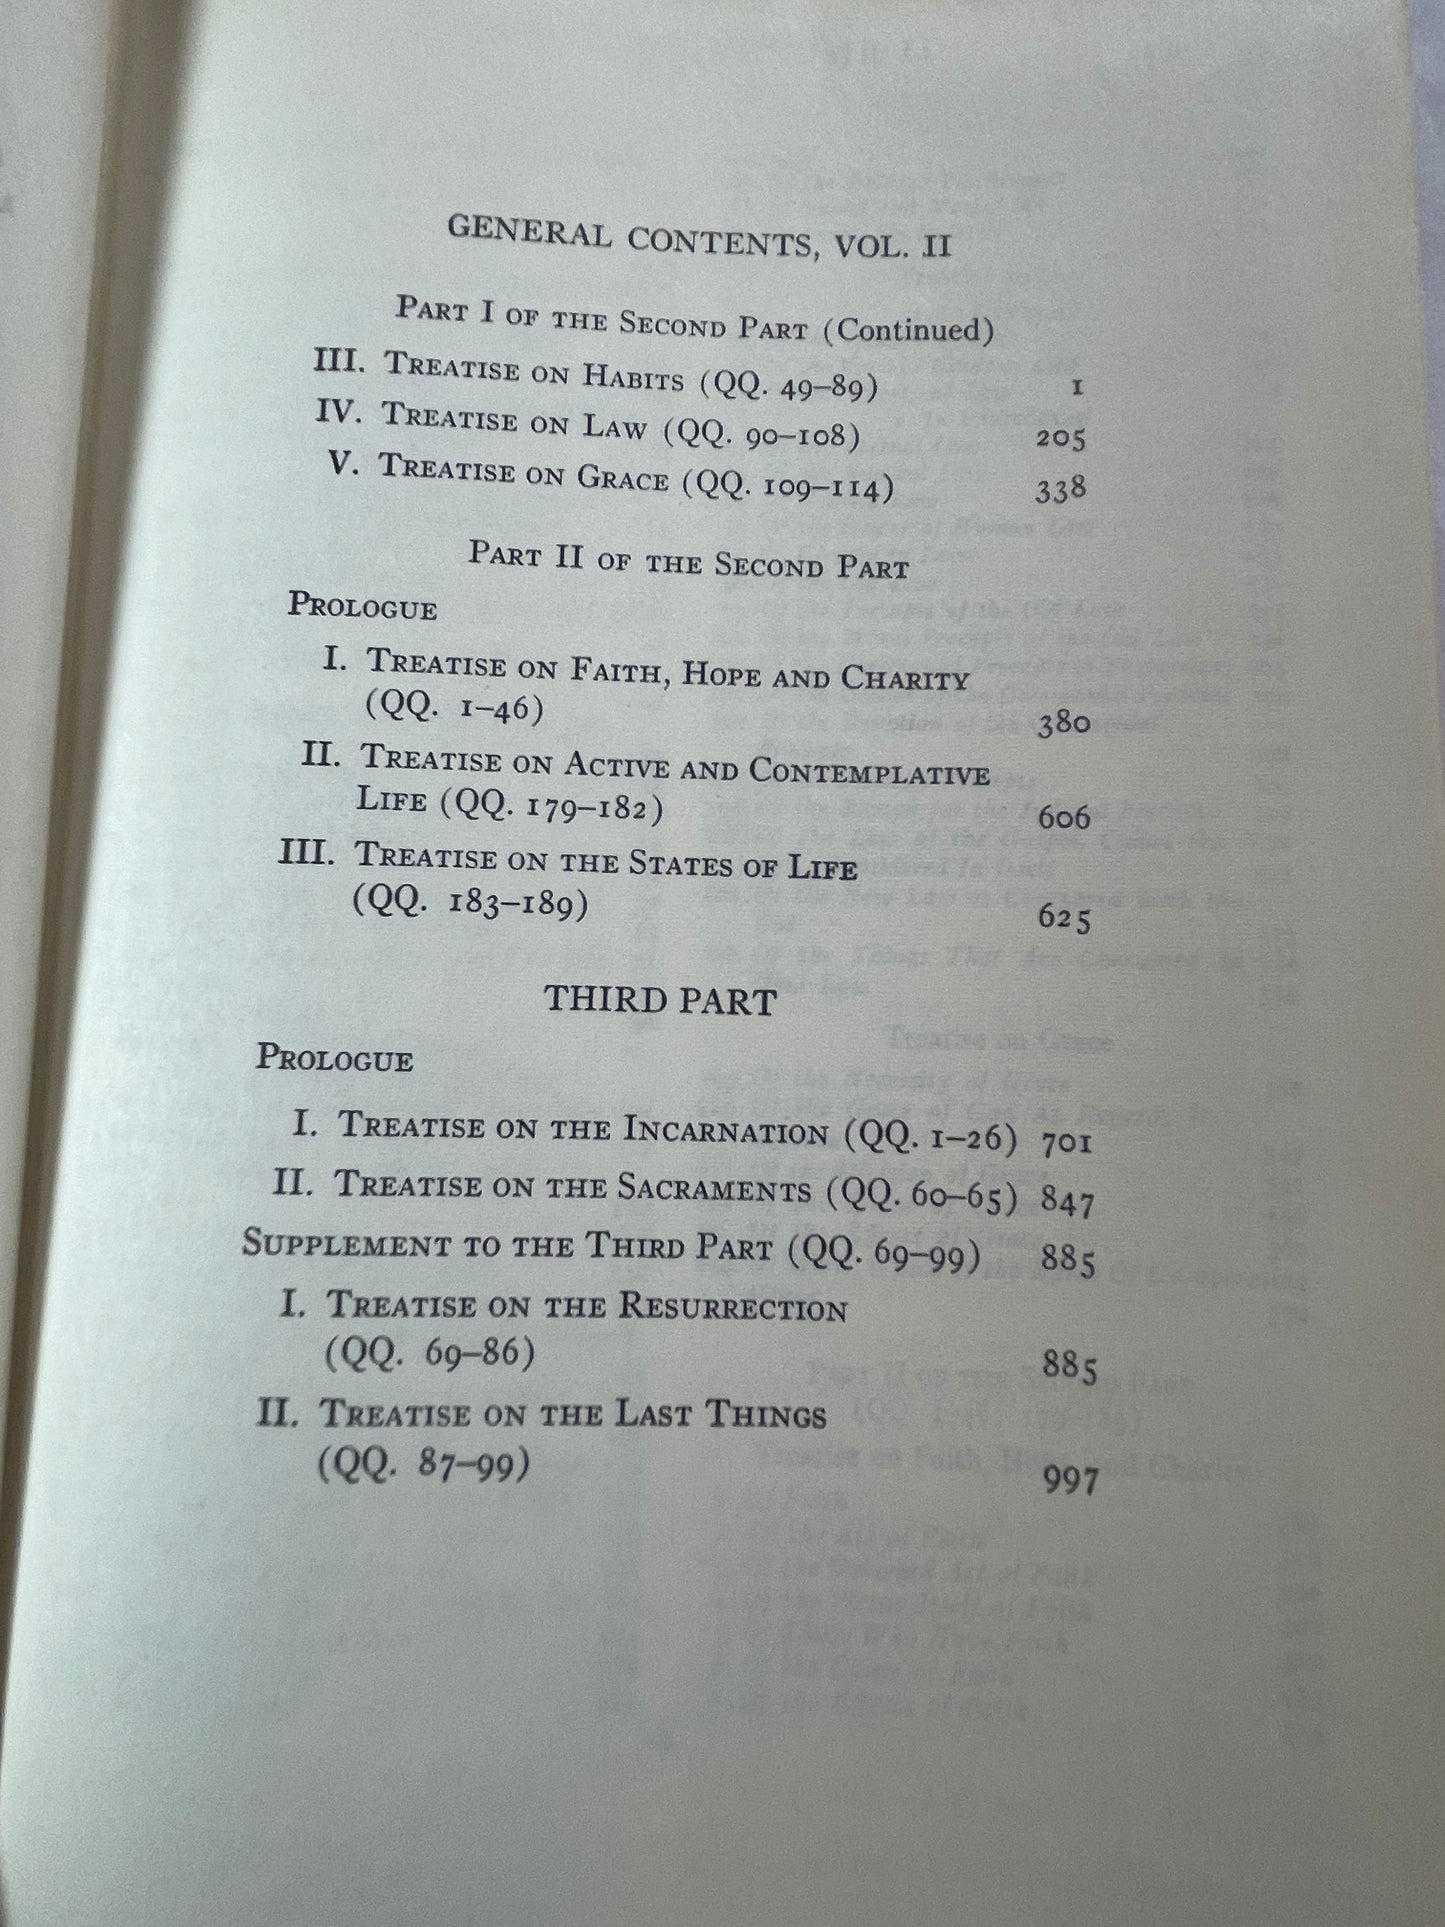 GENERAL CONTENTS, VOL. II
PART I OF THE SECOND PART (Continued)
III. TREATISE ON HABITS (QQ. 49–89) 1
IV. TREATISE ON LAW (QQ. 90–108) 205
V. TREATISE ON GRACE (QQ. 109–114) 338
PART II OF THE SECOND PART
PROLOGUE
I. TREATISE ON FAITH, HOPE AND CHARITY
(QQ. 1–46) 380
II. TREATISE ON ACTIVE AND CONTEMPLATIVE
LIFE (QQ. 179–182) 606
III. TREATISE ON THE STATES OF LIFE
(QQ. 183–189) 625
THIRD PART
PROLOGUE
I. TREATISE ON THE INCARNATION (QQ. 1–26) 701
II. TREATISE ON THE SACRAMENTS (QQ. 60–65) 847
SUPPLEMENT TO THE THIRD PART (QQ. 69–99) 885
I. TREATISE ON THE RESURRECTION
(QQ. 69–86) 885
II. TREATISE ON THE LAST THINGS
(QQ. 87–99) 997